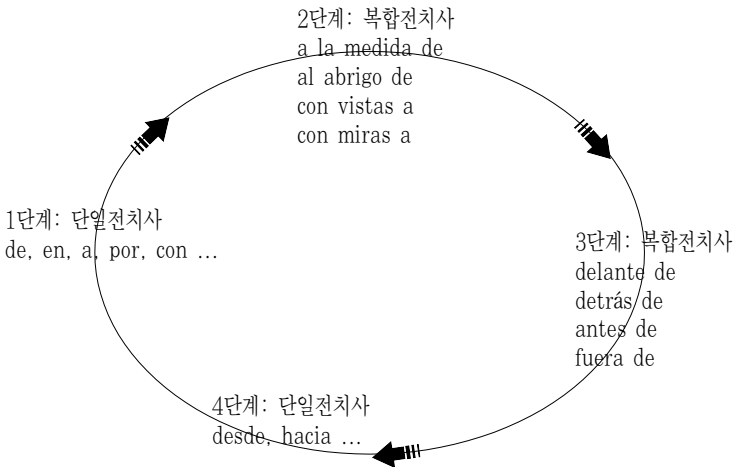 2단계: 복합전치사
a la medida de
al abrigo de
con vistas a
con miras a
1단계: 단일전치사
de, en, a, por, con …
3단계: 복합전치사
delante de
detrás de
antes de
fuera de
4단계: 단일전치사
desde, hacia …